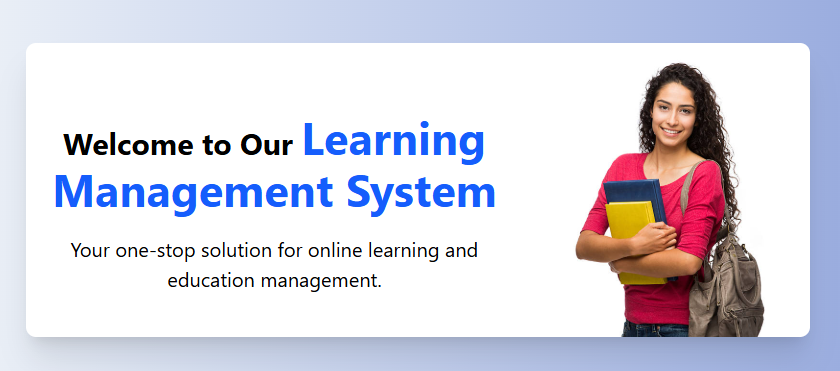 Welcome to Our Learning
Management System
Your one-stop solution for online learning and
education management.